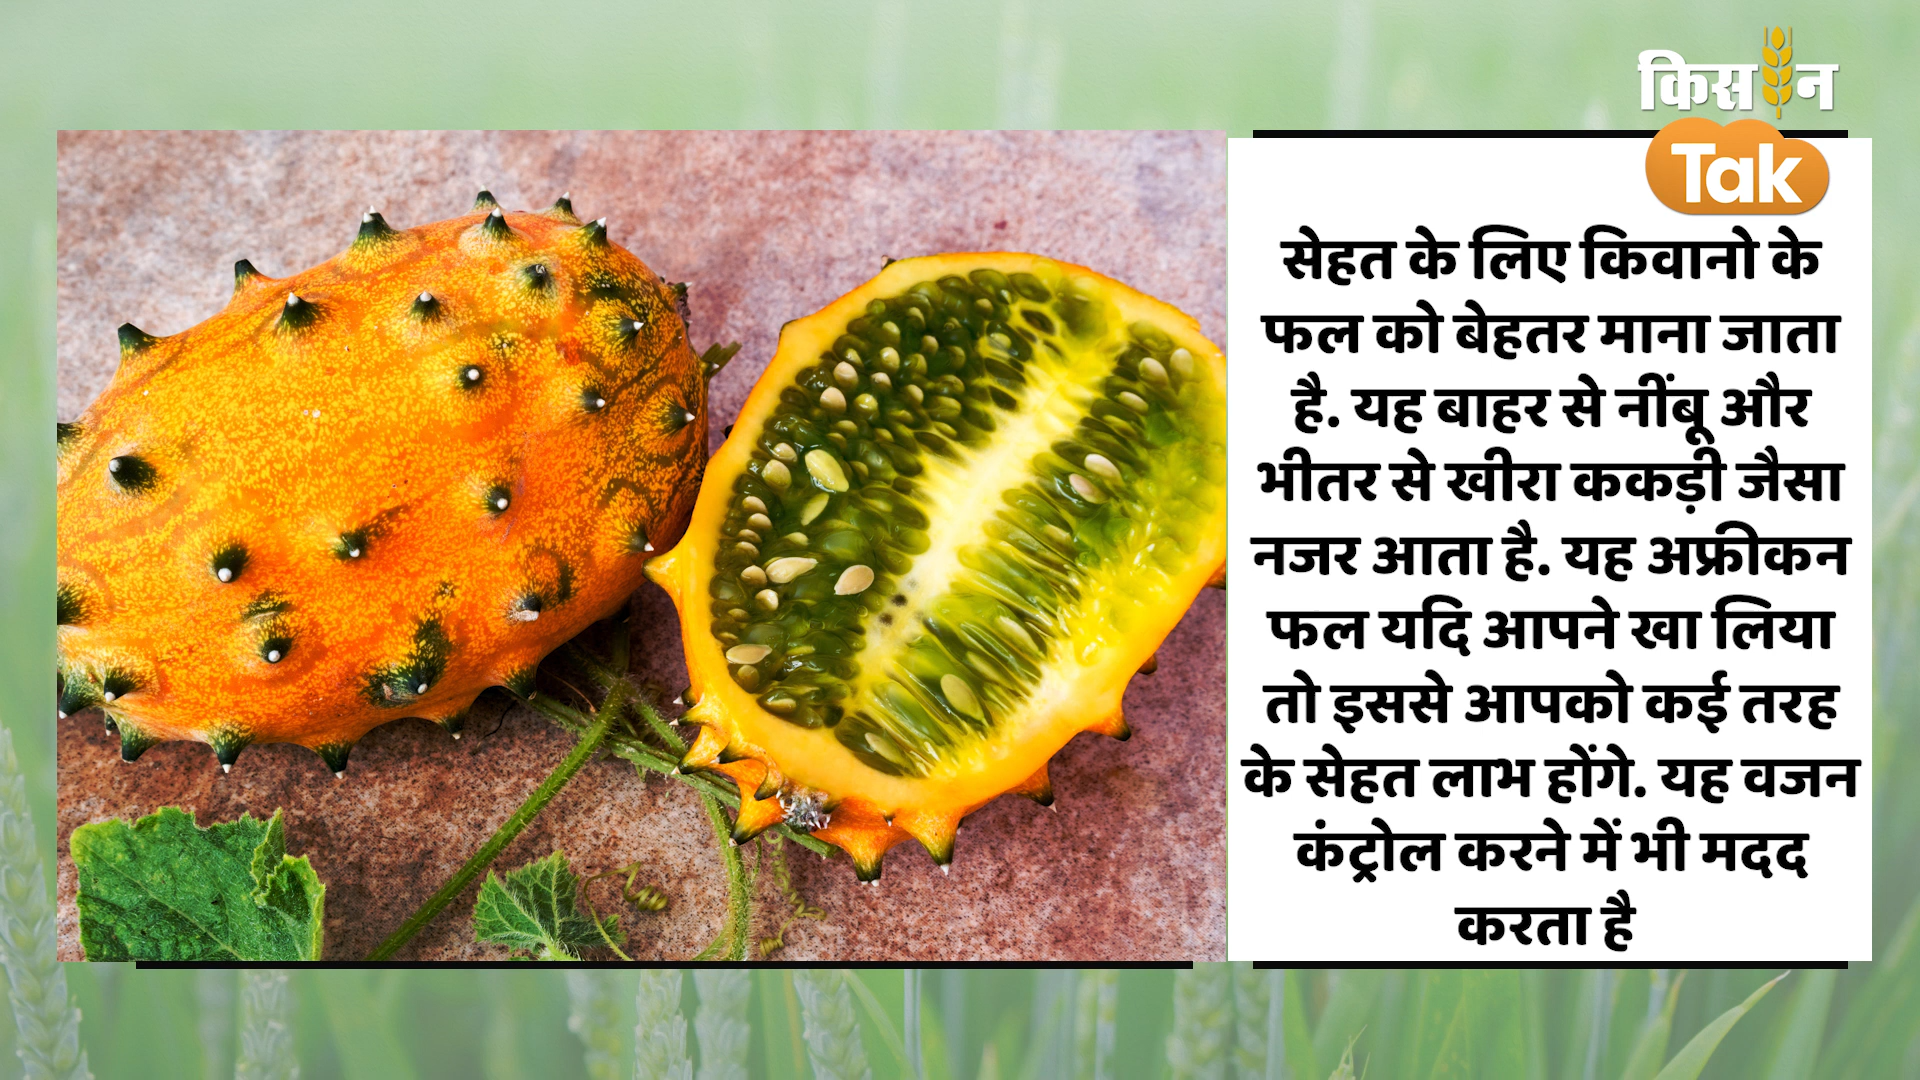 किसान
Tak
सेहत के लिए किवानो के
फल को बेहतर माना जाता
है. यह बाहर से नींबू और
भीतर से खीरा ककड़ी जैसा
नजर आता है. यह अफ्रीकन
फल यदि आपने खा लिया
तो इससे आपको कई तरह
के सेहत लाभ होंगे. यह वजन
कंट्रोल करने में भी मदद
करता है